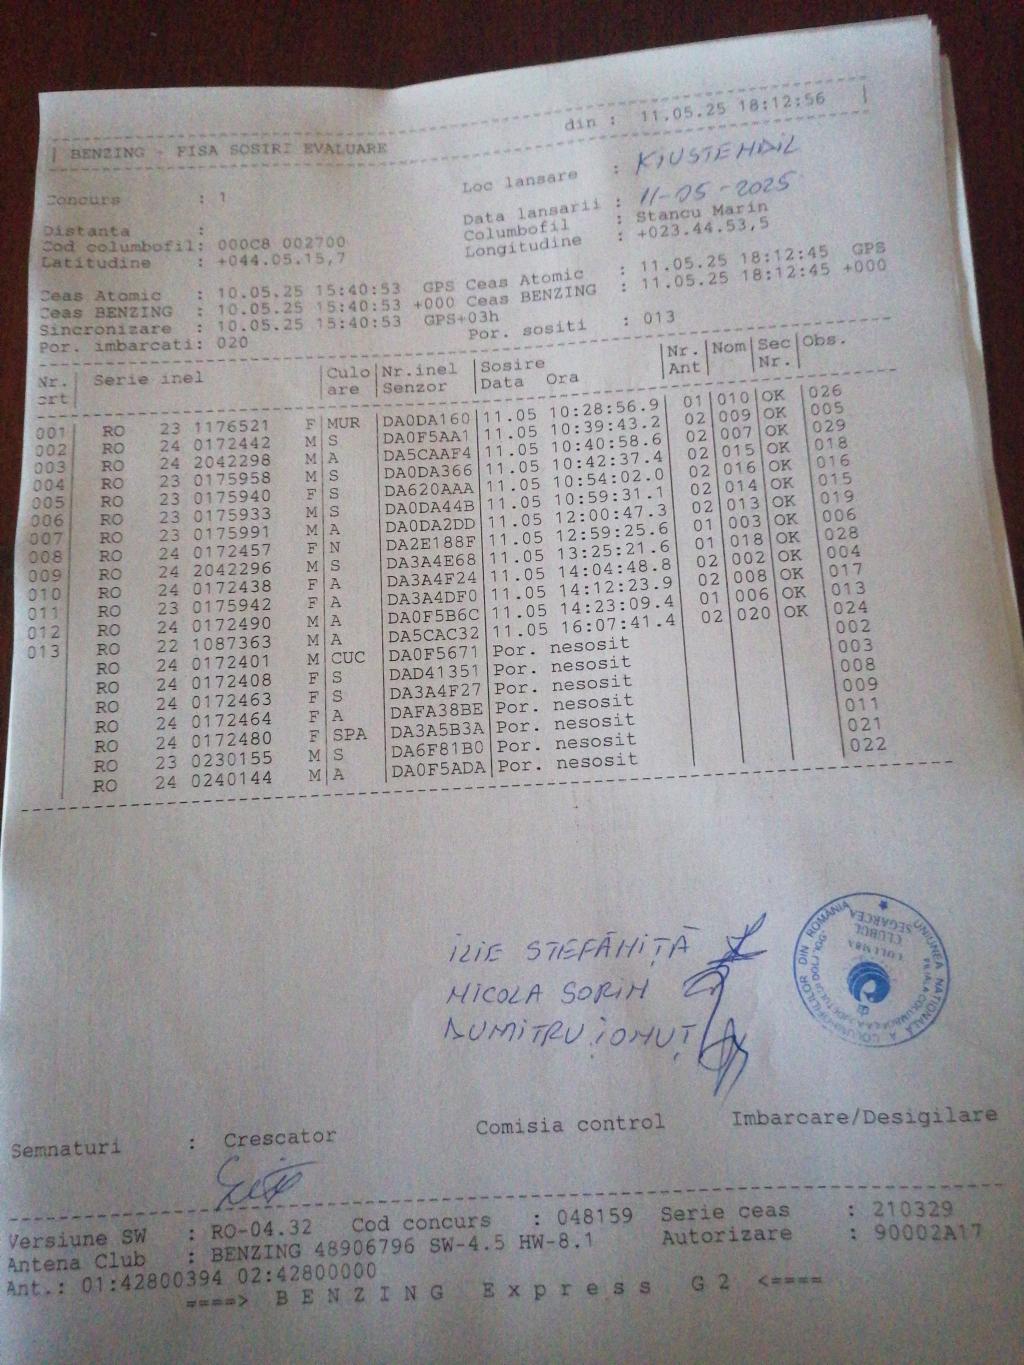 din : 11.05.25 18:12:56
BENZING - FISA SOSIRI EVALUARE
Concurs : 1 Loc lansare : KIUSTEHDIL
Data lansarii : 11-05-2025
Distanta : Columbofil : Stancu Marin
Cod columbofil: 000C8 002700 Longitudine : +023.44.53,5
Latitudine : +044.05.15,7
Ceas Atomic : 10.05.25 15:40:53 GPS Ceas Atomic : 11.05.25 18:12:45 GPS
Ceas BENZING : 10.05.25 15:40:53 +000 Ceas BENZING : 11.05.25 18:12:45 +000
Sincronizare : 10.05.25 15:40:53 GPS+03h
Por. imbarcati: 020 Por. sositi : 013
Nr. crt Serie inel Culo are Nr.inel Senzor Sosire Data Ora Nr. Ant Nom Sec Nr. Obs.
001 RO 23 1176521 F MUR DA0DA160 11.05 10:28:56.9 01 010 OK 026
002 RO 24 0172442 M S DA0F5AA1 11.05 10:39:43.2 02 009 OK 005
003 RO 24 2042298 M A DA5CAAF4 11.05 10:40:58.6 02 007 OK 029
004 RO 23 0175958 M S DA0DA366 11.05 10:42:37.4 02 015 OK 018
005 RO 23 0175940 F S DA620AAA 11.05 10:54:02.0 02 016 OK 016
006 RO 23 0175933 M S DA0DA44B 11.05 10:59:31.1 02 014 OK 015
007 RO 23 0175991 M A DA0DA2DD 11.05 12:00:47.3 02 013 OK 019
008 RO 24 0172457 F N DA2E188F 11.05 12:59:25.6 01 003 OK 006
009 RO 24 2042296 M S DA3A4E68 11.05 13:25:21.6 01 018 OK 028
010 RO 24 0172438 F A DA3A4F24 11.05 14:04:48.8 02 002 OK 004
011 RO 23 0175942 F A DA3A4DF0 11.05 14:12:23.9 02 008 OK 017
012 RO 24 0172490 M A DA0F5B6C 11.05 14:23:09.4 01 006 OK 013
013 RO 22 1087363 M A DA5CAC32 11.05 16:07:41.4 02 020 OK 024
RO 24 0172401 M CUC DA0F5671 Por. nesosit 002
RO 24 0172408 F S DAD41351 Por. nesosit 003
RO 24 0172463 F S DA3A4F27 Por. nesosit 008
RO 24 0172464 F A DAFA38BE Por. nesosit 009
RO 24 0172480 F SPA DA3A5B3A Por. nesosit 011
RO 23 0230155 M S DA6F81B0 Por. nesosit 021
RO 24 0240144 M A DA0F5ADA Por. nesosit 022
ILIE STEFĂHIȚĂ
HICOLA SORIH
DUMITRU IOHUȚ
UNIUNEA NATIONALA A COLUMBOFILILOR DIN ROMANIA
FILIALA COLUMBOFILA A JUDETULUI DOLJ
CLUBUL
COLUMBA
SEGARCEA
Semnaturi : Crescator Comisia control Imbarcare/Desigilare
Versiune SW : RO-04.32 Cod concurs : 048159 Serie ceas : 210329
Antena Club : BENZING 48906796 SW-4.5 HW-8.1 Autorizare : 90002A17
Ant.: 01:42800394 02:42800000
====> BENZING Express G2 <====